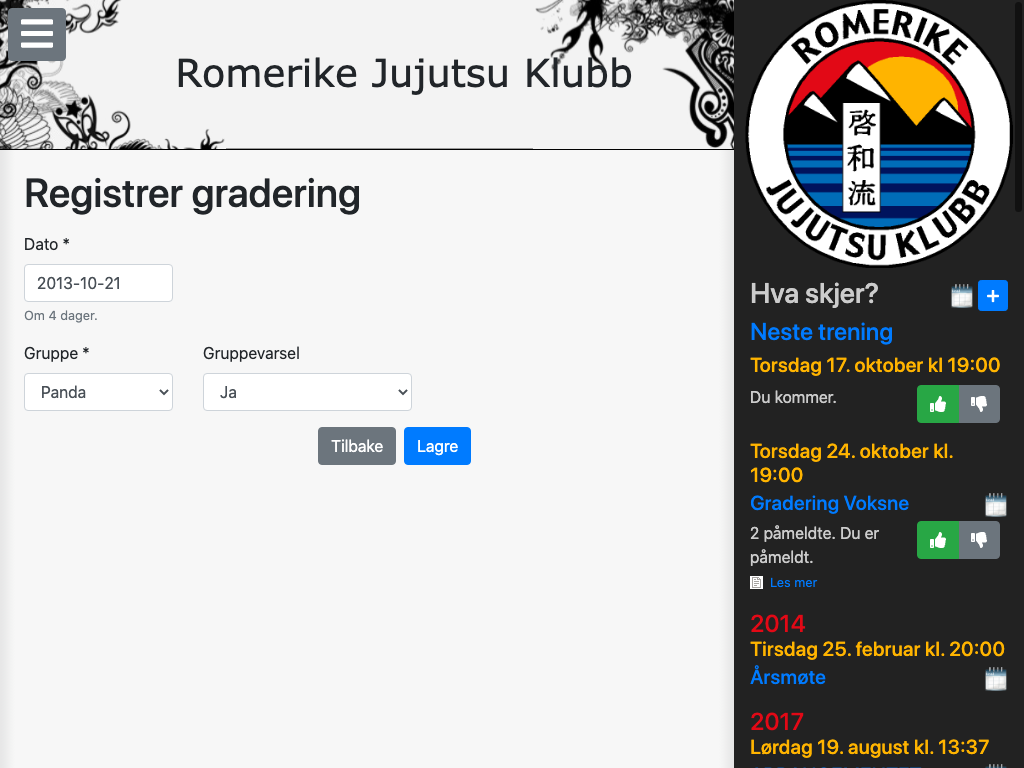 Romerike Jujutsu Klubb
Registrer gradering
Dato *
2013-10-21
Om 4 dager.
Gruppe *
Gruppevarsel
Panda
Ja
Tilbake
Lagre
ROMERIKE
啓和流
JUJUTSU KLUBB
Hva skjer?
+
Neste trening
Torsdag 17. oktober kl 19:00
Du kommer.
Torsdag 24. oktober kl.
19:00
Gradering Voksne
2 påmeldte. Du er
påmeldt.
Les mer
2014
Tirsdag 25. februar kl. 20:00
Årsmøte
2017
Lørdag 19. august kl. 13:37